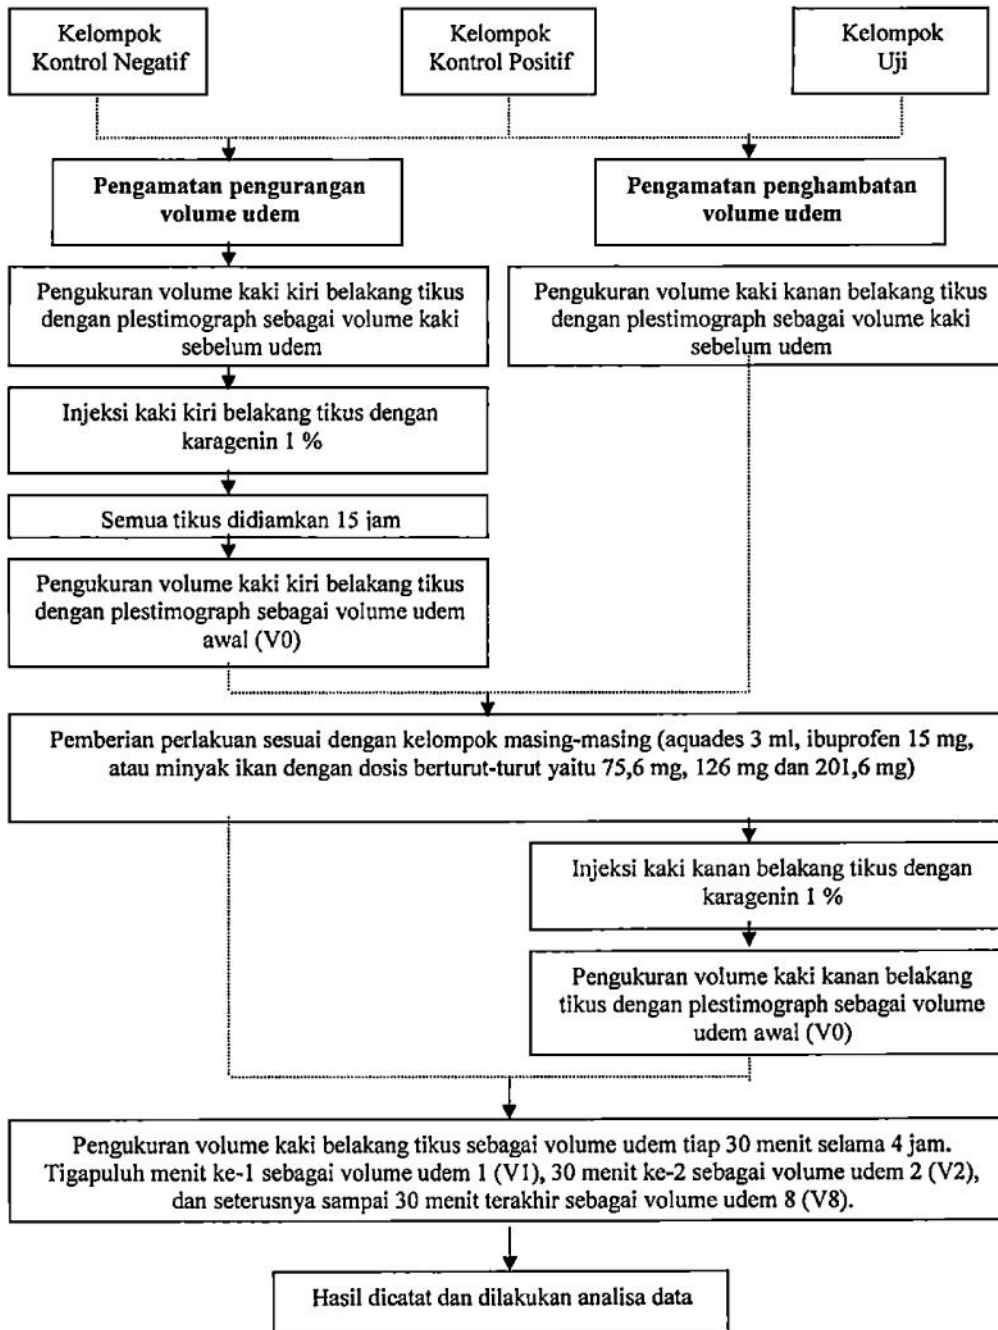 Kelompok
Kontrol Negatif
Kelompok
Kontrol Positif
Kelompok
Uji
Pengamatan pengurangan
volume udem
Pengamatan penghambatan
volume udem
Pengukuran volume kaki kiri belakang tikus
dengan plestimograph sebagai volume kaki
sebelum udem
Pengukuran volume kaki kanan belakang tikus
dengan plestimograph sebagai volume kaki
sebelum udem
Injeksi kaki kiri belakang tikus dengan
karagenin 1 %
Semua tikus didiamkan 15 jam
Pengukuran volume kaki kiri belakang tikus
dengan plestimograph sebagai volume udem
awal (V0)
Pemberian perlakuan sesuai dengan kelompok masing-masing (aquades 3 ml, ibuprofen 15 mg,
atau minyak ikan dengan dosis berturut-turut yaitu 75,6 mg, 126 mg dan 201,6 mg)
Injeksi kaki kanan belakang tikus dengan
karagenin 1 %
Pengukuran volume kaki kanan belakang
tikus dengan plestimograph sebagai volume
udem awal (V0)
Pengukuran volume kaki belakang tikus sebagai volume udem tiap 30 menit selama 4 jam.
Tigapuluh menit ke-1 sebagai volume udem 1 (V1), 30 menit ke-2 sebagai volume udem 2 (V2),
dan seterusnya sampai 30 menit terakhir sebagai volume udem 8 (V8).
Hasil dicatat dan dilakukan analisa data